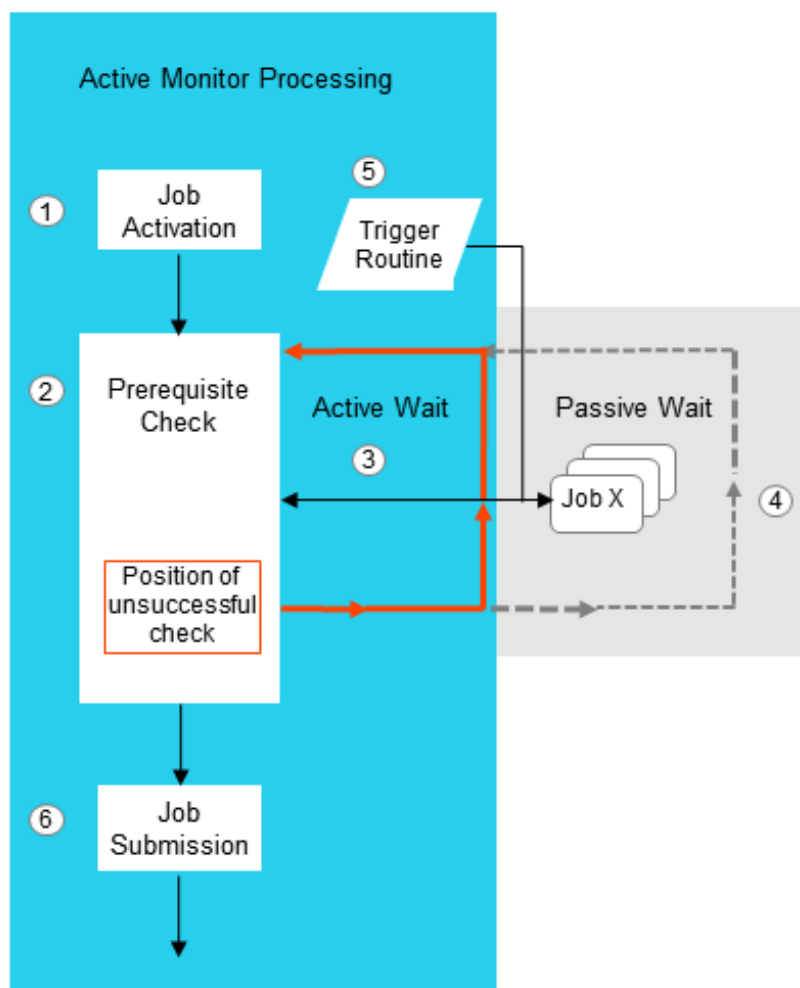 Active Monitor Processing
1
Job
Activation
5
Trigger
Routine
2
Prerequisite
Check
Active Wait
Passive Wait
3
Job X
4
Position of
unsuccessful
check
6
Job
Submission